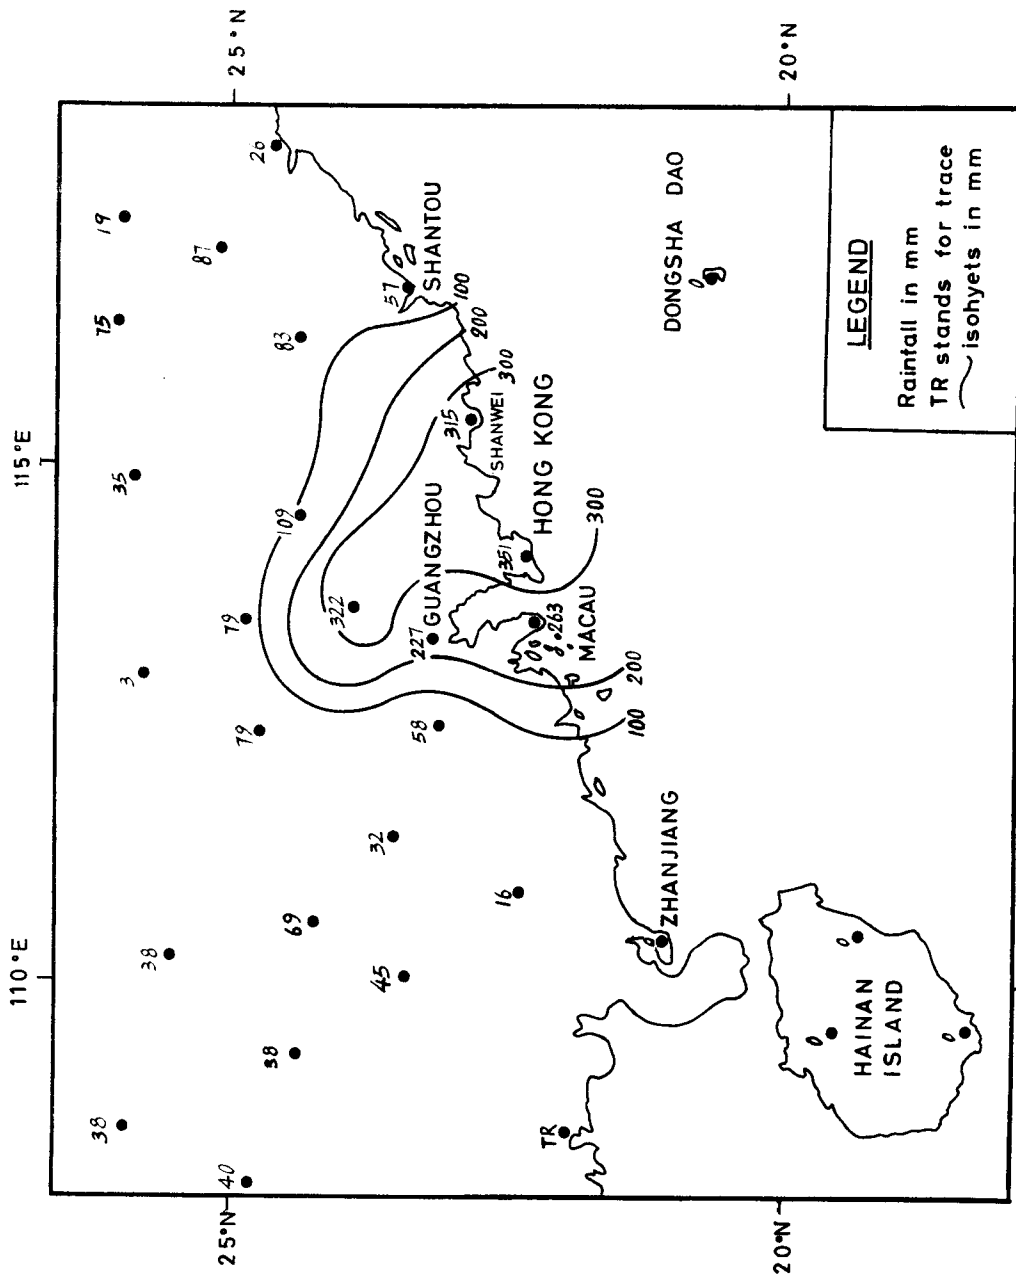 110°E
115°E
38
75
19
35
3
38
25°N
40
79
79
87
25°N
26
38
69
109
83
322
45
32
57
58
227
GUANGZHOU
SHANTOU
315
100
200
16
351
SHANWEI
300
HONG KONG
TR
263
MACAU
300
200
100
ZHANJIANG
0
DONGSHA DAO
0
20°N
20°N
0
0
HAINAN
ISLAND
0
LEGEND
Rainfall in mm
TR stands for trace
isohyets in mm